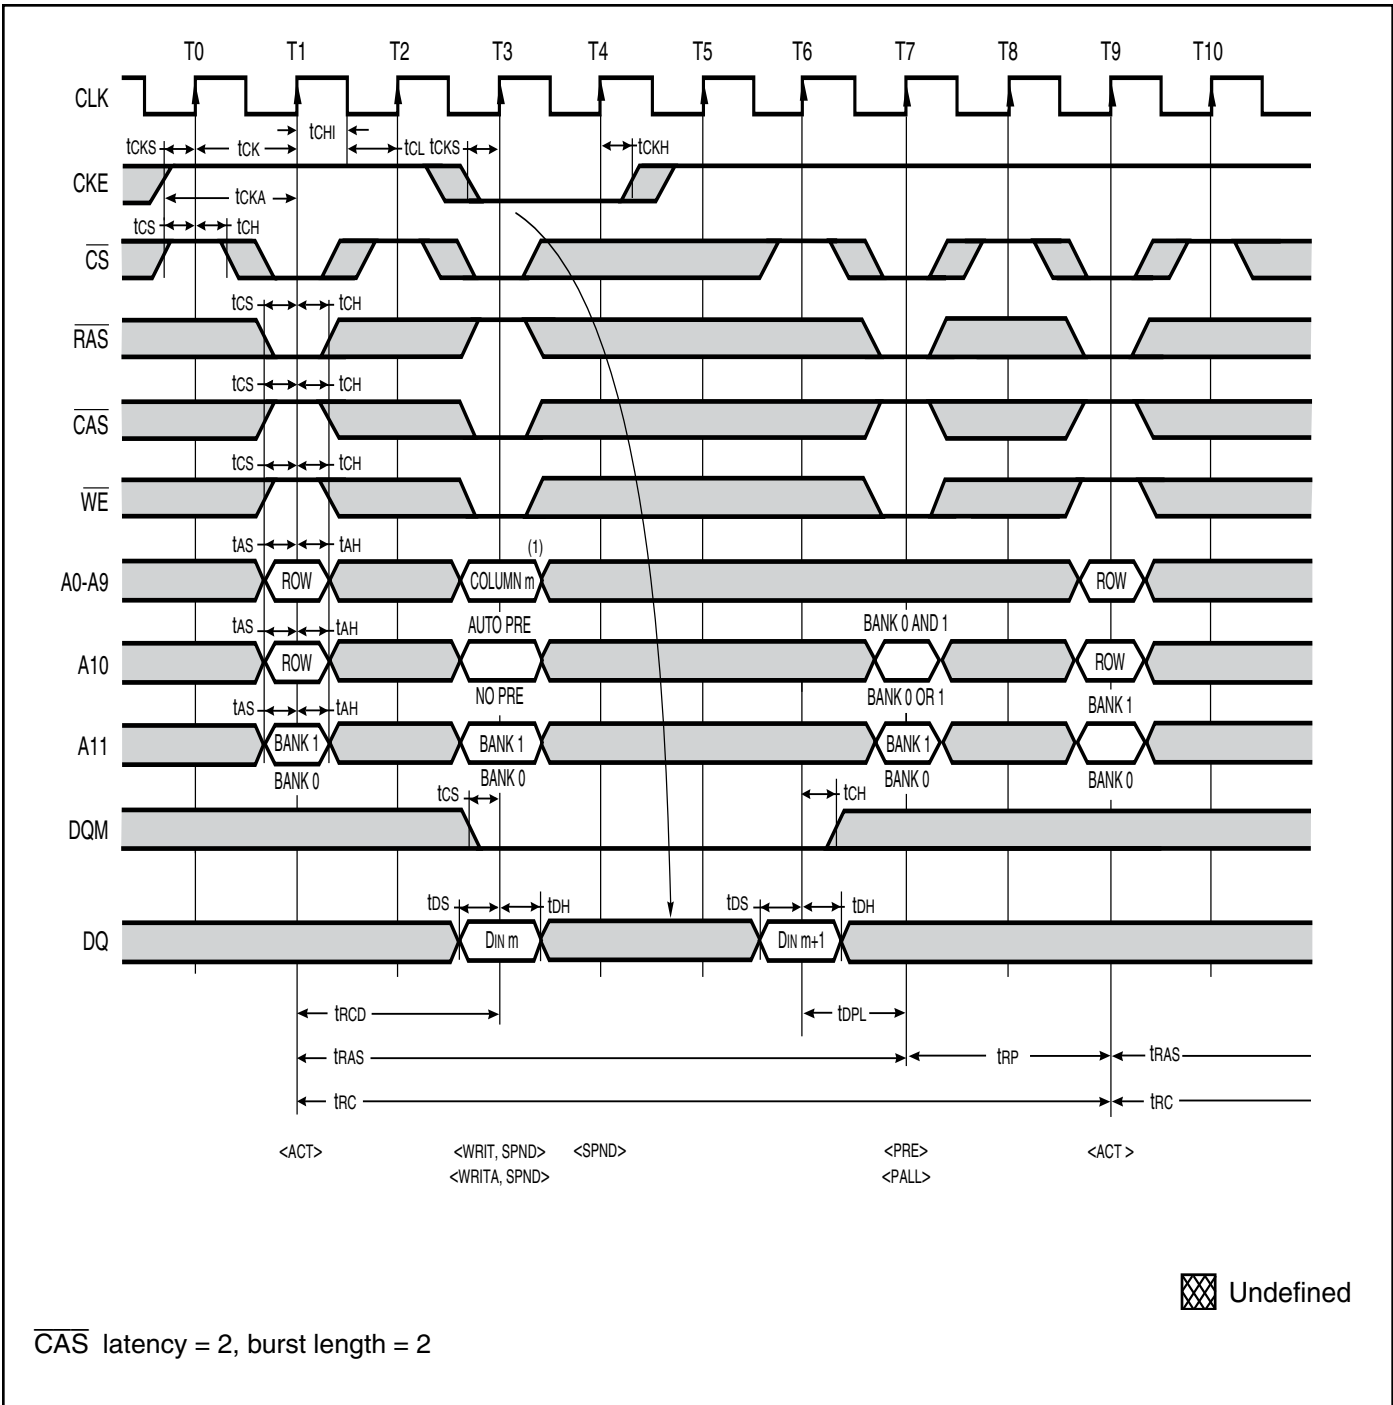 T0 T1 T2 T3 T4 T5 T6 T7 T8 T9 T10
CLK
tCHI
tCKS tCK tCL tCKS tCKH
CKE
tCKA
tCS tCH
CS
tCS tCH
RAS
tCS tCH
CAS
tCS tCH
WE
tAS tAH (1)
A0-A9 ROW COLUMN m ROW
AUTO PRE BANK 0 AND 1
tAS tAH
A10 ROW ROW
NO PRE BANK 0 OR 1 BANK 1
tAS tAH
A11 BANK 1 BANK 1 BANK 1
BANK 0 BANK 0 BANK 0 BANK 0
tCS tCH
DQM
tDS tDH tDS tDH
DQ DIN m DIN m+1
tRCD tDPL
tRAS tRP tRAS
tRC tRC
<ACT> <WRIT, SPND> <SPND> <PRE> <ACT >
<WRITA, SPND> <PALL>
Undefined
CAS latency = 2, burst length = 2